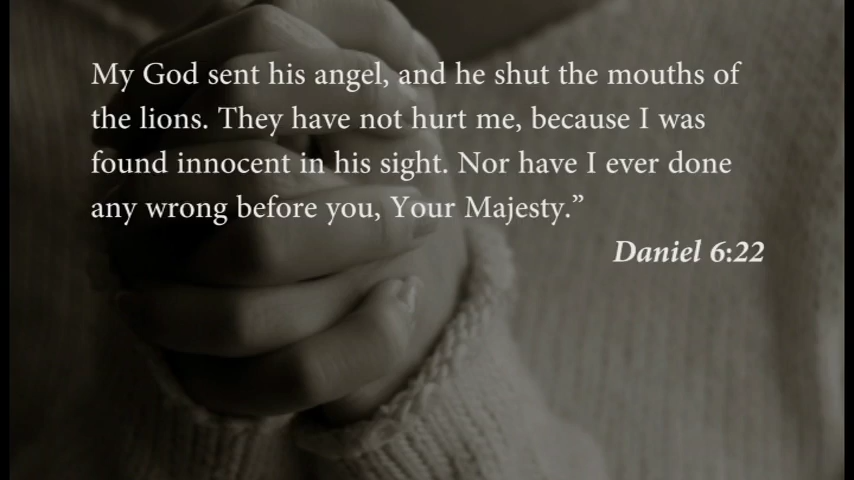 My God sent his angel, and he shut the mouths of
the lions. They have not hurt me, because I was
found innocent in his sight. Nor have I ever done
any wrong before you, Your Majesty.”
Daniel 6:22